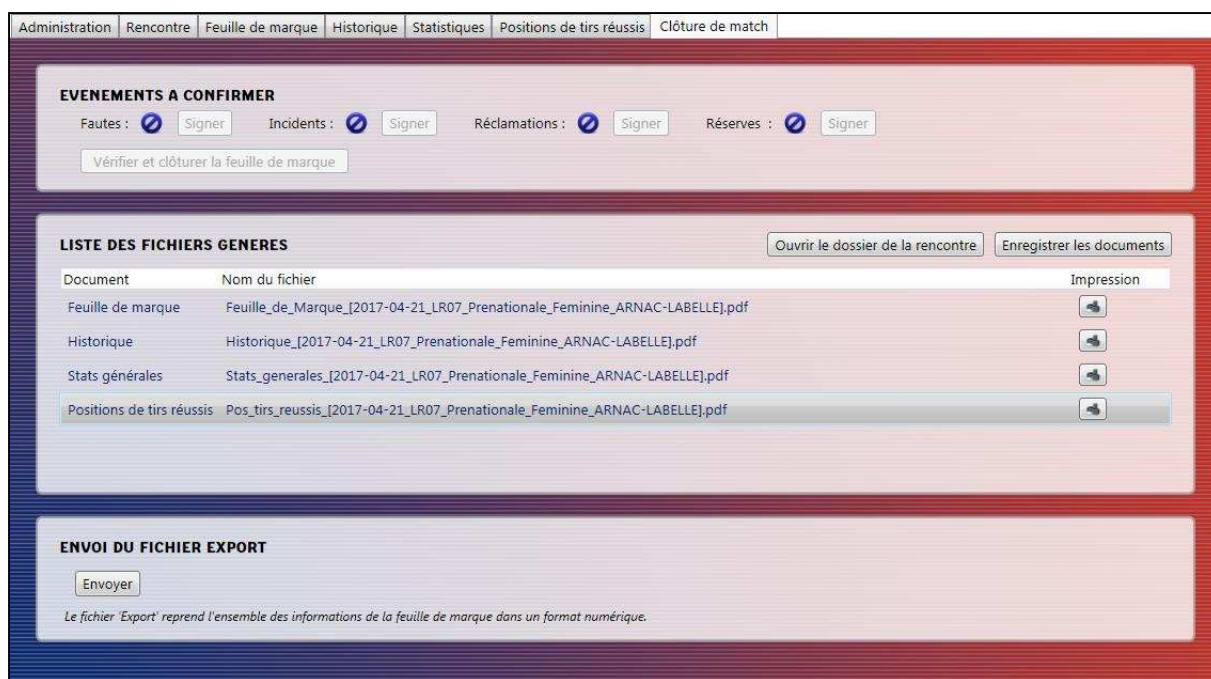 Administration Rencontre Feuille de marque Historique Statistiques Positions de tirs réussis Clôture de match
EVENEMENTS A CONFIRMER
Fautes : Signer Incidents : Signer Réclamations : Signer Réserves : Signer
Vérifier et clôturer la feuille de marque
LISTE DES FICHIERS GENERES Ouvrir le dossier de la rencontre Enregistrer les documents
Document Nom du fichier Impression
Feuille de marque Feuille_de_Marque_[2017-04-21_LR07_Prenationale_Feminine_ARNAC-LABELLE].pdf
Historique Historique_[2017-04-21_LR07_Prenationale_Feminine_ARNAC-LABELLE].pdf
Stats générales Stats_generales_[2017-04-21_LR07_Prenationale_Feminine_ARNAC-LABELLE].pdf
Positions de tirs réussis Pos_tirs_reussis_[2017-04-21_LR07_Prenationale_Feminine_ARNAC-LABELLE].pdf
ENVOI DU FICHIER EXPORT
Envoyer
Le fichier 'Export' reprend l'ensemble des informations de la feuille de marque dans un format numérique.